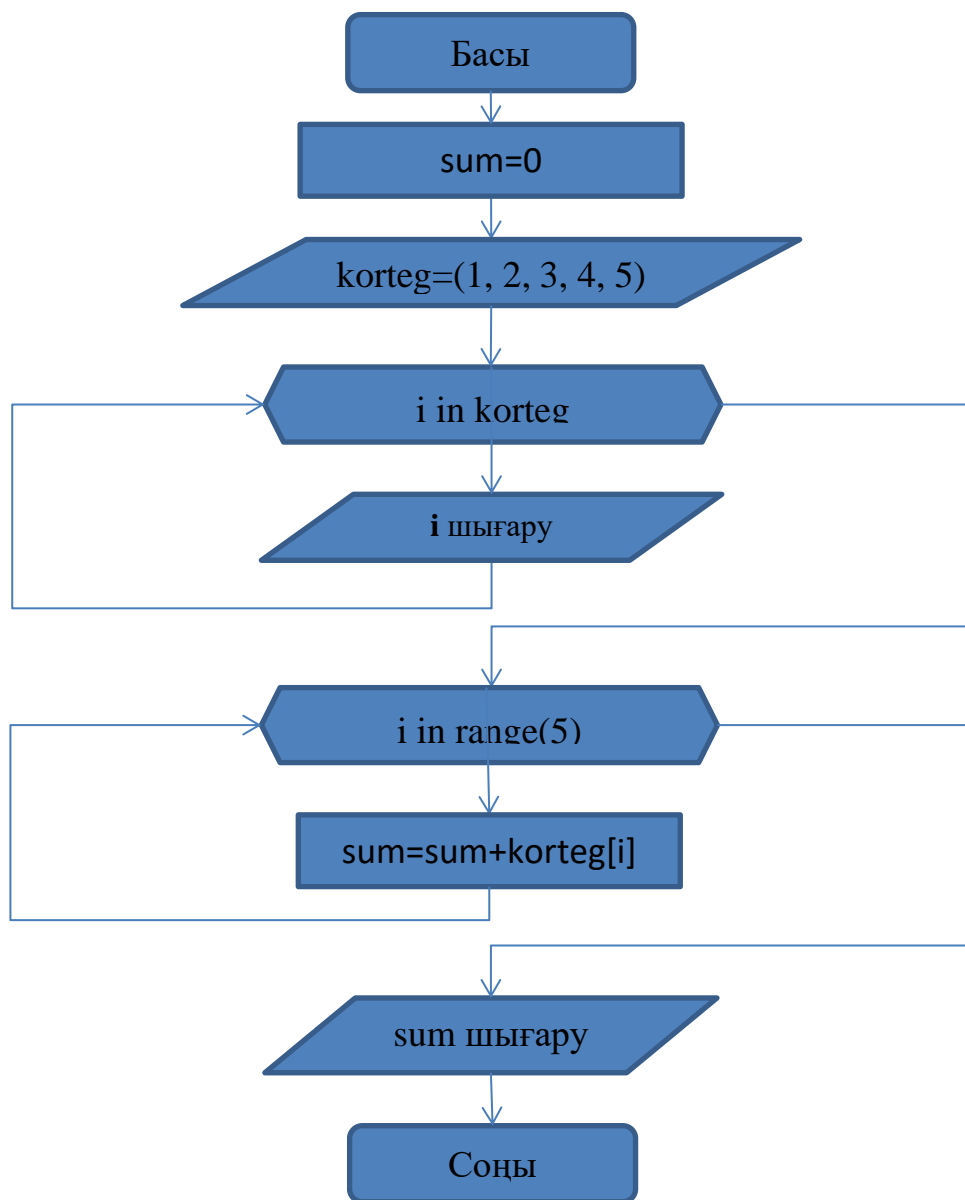 Басы
sum=0
korteg=(1, 2, 3, 4, 5)
i in korteg
i шығару
i in range(5)
sum=sum+korteg[i]
sum шығару
Соңы